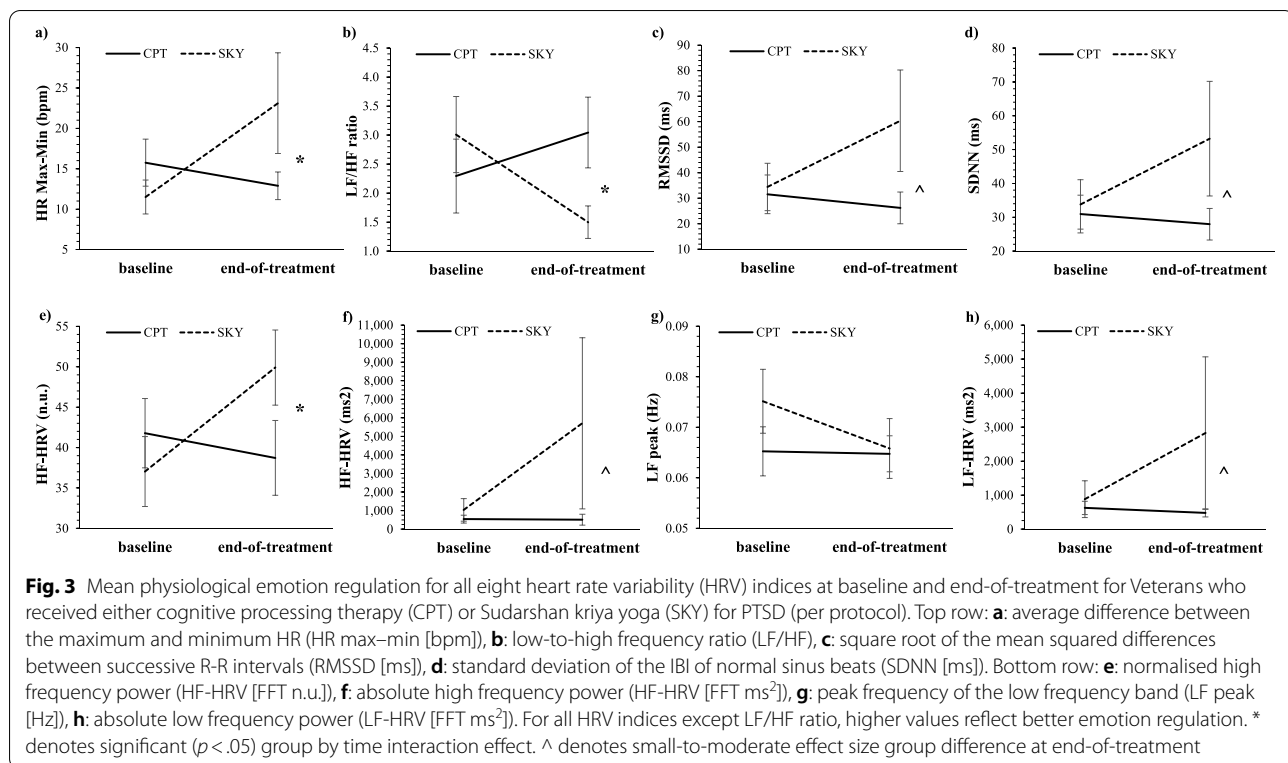 a)
CPT SKY
30
25
20
15
10
5
HR Max-Min (bpm)
*
baseline end-of-treatment
b)
CPT SKY
4.5
4.0
3.5
3.0
2.5
2.0
1.5
1.0
LF/HF ratio
*
baseline end-of-treatment
c)
CPT SKY
90
80
70
60
50
40
30
20
10
RMSSD (ms)
^
baseline end-of-treatment
d)
CPT SKY
80
70
60
50
40
30
20
SDNN (ms)
^
baseline end-of-treatment
e)
CPT SKY
55
50
45
40
35
30
HF-HRV (n.u.)
*
baseline end-of-treatment
f)
CPT SKY
11,000
10,000
9,000
8,000
7,000
6,000
5,000
4,000
3,000
2,000
1,000
0
HF-HRV (ms2)
^
baseline end-of-treatment
g)
CPT SKY
0.09
0.08
0.07
0.06
0.05
LF peak (Hz)
baseline end-of-treatment
h)
CPT SKY
6,000
5,000
4,000
3,000
2,000
1,000
0
LF-HRV (ms2)
^
baseline end-of-treatment
Fig. 3 Mean physiological emotion regulation for all eight heart rate variability (HRV) indices at baseline and end-of-treatment for Veterans who
received either cognitive processing therapy (CPT) or Sudarshan kriya yoga (SKY) for PTSD (per protocol). Top row: a: average difference between
the maximum and minimum HR (HR max–min [bpm]), b: low-to-high frequency ratio (LF/HF), c: square root of the mean squared differences
between successive R-R intervals (RMSSD [ms]), d: standard deviation of the IBI of normal sinus beats (SDNN [ms]). Bottom row: e: normalised high
frequency power (HF-HRV [FFT n.u.]), f: absolute high frequency power (HF-HRV [FFT ms²]), g: peak frequency of the low frequency band (LF peak
[Hz]), h: absolute low frequency power (LF-HRV [FFT ms²]). For all HRV indices except LF/HF ratio, higher values reflect better emotion regulation. *
denotes significant (p < .05) group by time interaction effect. ^ denotes small-to-moderate effect size group difference at end-of-treatment